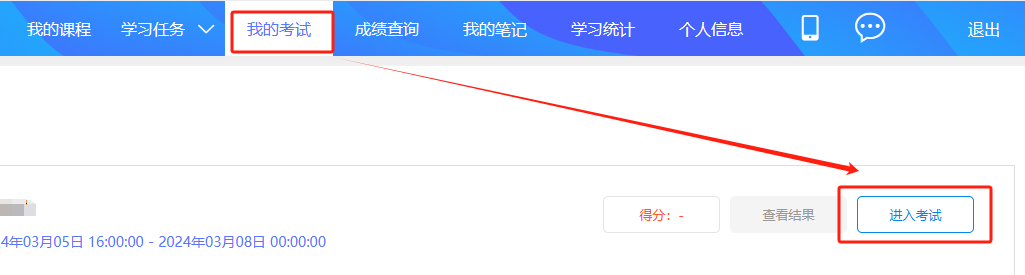 我的课程 学习任务 我的考试 成绩查询 我的笔记 学习统计 个人信息 退出
得分：- 查看结果 进入考试
4年03月05日 16:00:00 - 2024年03月08日 00:00:00